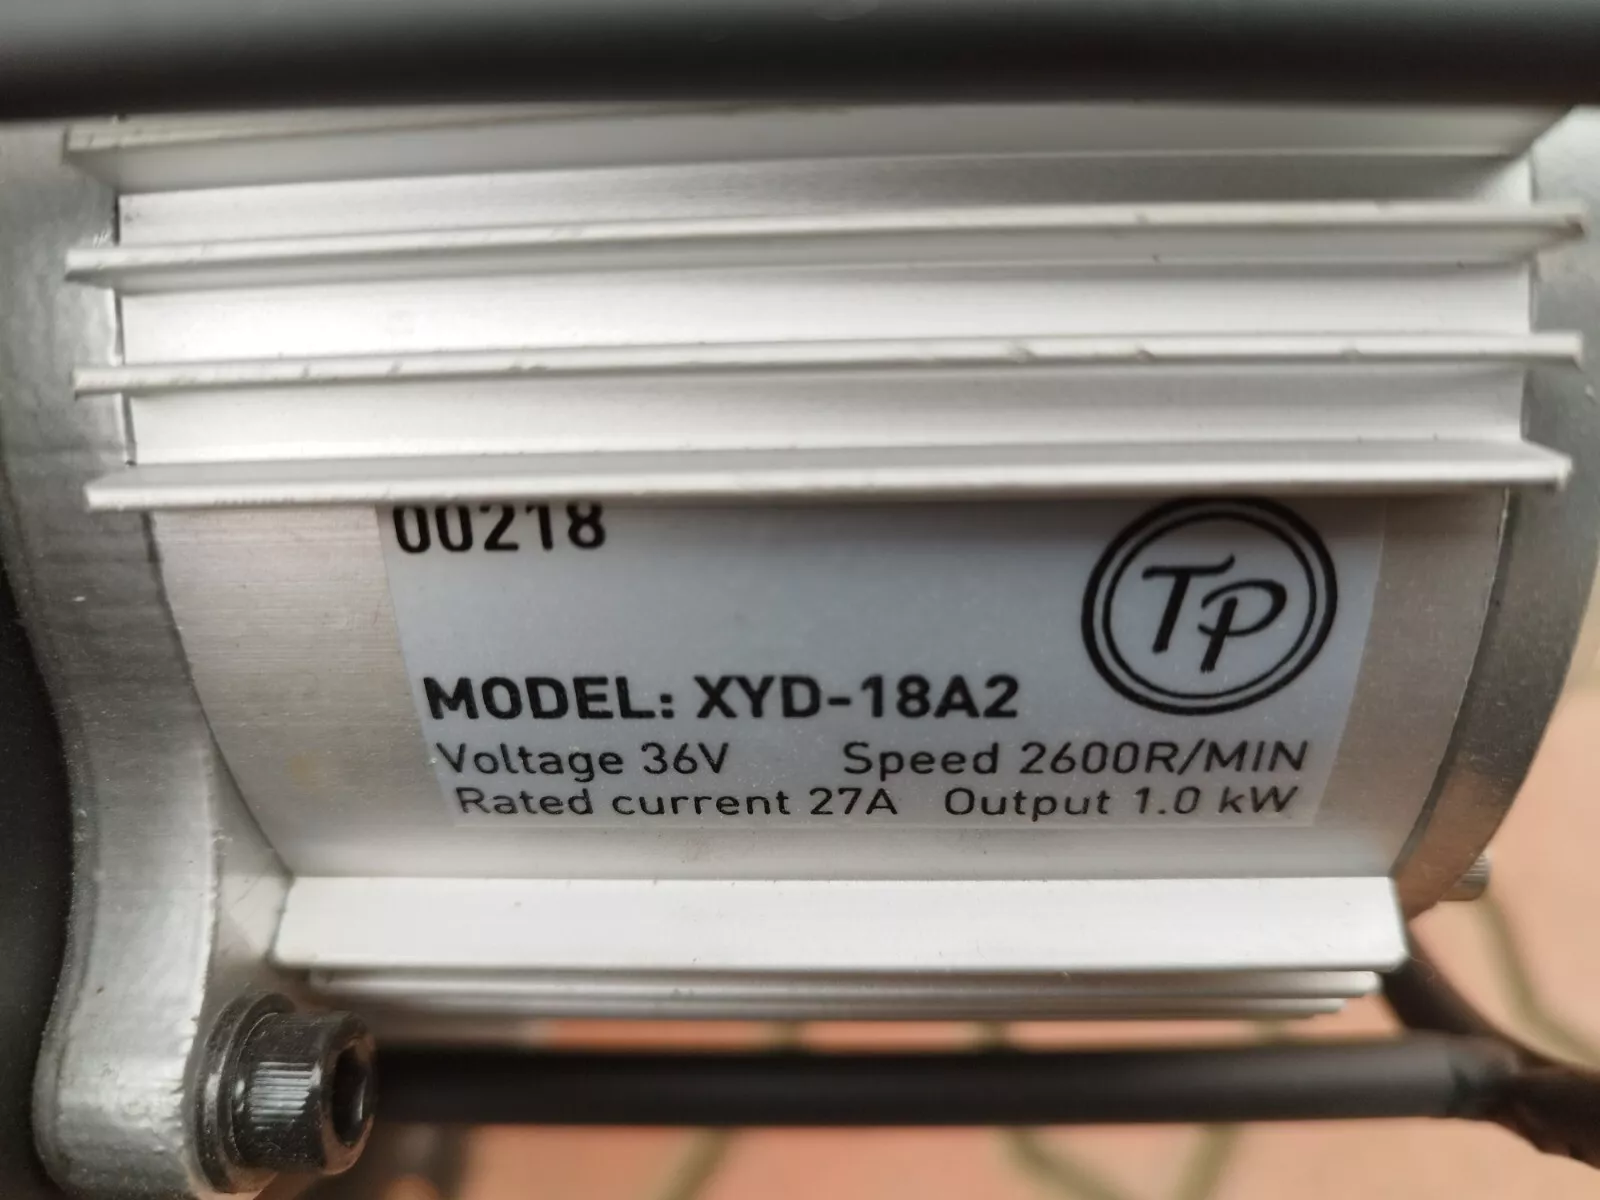 00218
TP
MODEL: XYD-18A2
Voltage 36V Speed 2600R/MIN
Rated current 27A Output 1.0 kW